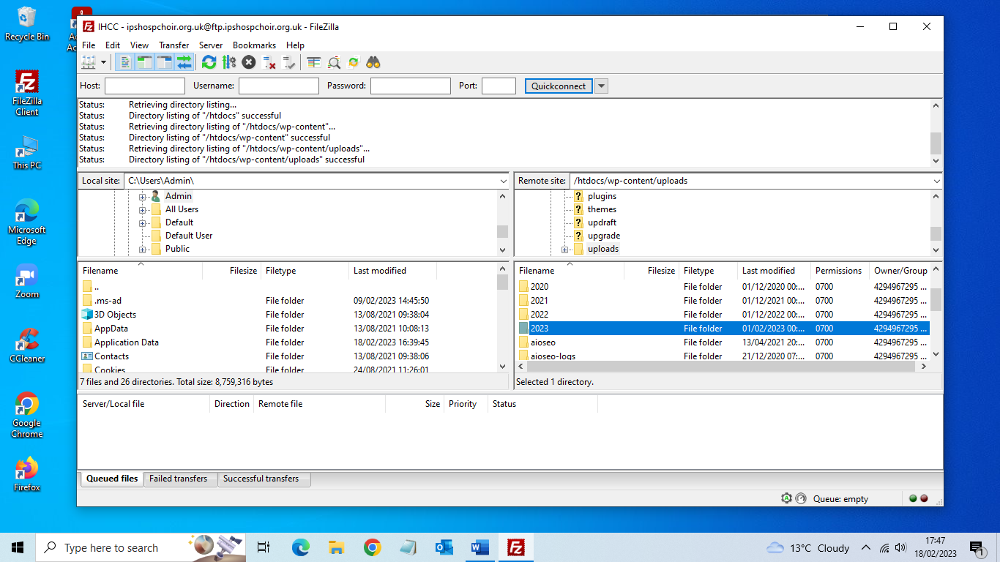 Recycle Bin
FileZilla
Client
This PC
Microsoft
Edge
Zoom
CCleaner
Google
Chrome
Firefox
IHCC - ipshospchoir.org.uk@ftp.ipshospchoir.org.uk - FileZilla
File Edit View Transfer Server Bookmarks Help
Host: Username: Password: Port: Quickconnect
Status: Retrieving directory listing...
Status: Directory listing of "/htdocs" successful
Status: Retrieving directory listing of "/htdocs/wp-content"...
Status: Directory listing of "/htdocs/wp-content" successful
Status: Retrieving directory listing of "/htdocs/wp-content/uploads"...
Status: Directory listing of "/htdocs/wp-content/uploads" successful
Local site: C:\Users\Admin\
Admin
All Users
Default
Default User
Public
Filename Filesize Filetype Last modified
..
.ms-ad File folder 09/02/2023 14:45:50
3D Objects File folder 13/08/2021 09:38:04
AppData File folder 13/08/2021 10:08:13
Application Data File folder 18/02/2023 16:39:45
Contacts File folder 13/08/2021 09:38:06
Cookies File folder 24/08/2021 11:26:01
7 files and 26 directories. Total size: 8,759,316 bytes
Remote site: /htdocs/wp-content/uploads
plugins
themes
updraft
upgrade
uploads
Filename Filesize Filetype Last modified Permissions Owner/Group
2020 File folder 01/12/2020 00:... 0700 4294967295 ...
2021 File folder 01/12/2021 00:... 0700 4294967295 ...
2022 File folder 01/12/2022 00:... 0700 4294967295 ...
2023 File folder 01/02/2023 00:... 0700 4294967295 ...
aioseo File folder 13/04/2021 20:... 0700 4294967295 ...
aioseo-logs File folder 21/12/2020 07:... 0700 4294967295 ...
Selected 1 directory.
Server/Local file Direction Remote file Size Priority Status
Queued files Failed transfers Successful transfers
Queue: empty
Type here to search
13°C Cloudy
17:47
18/02/2023
1